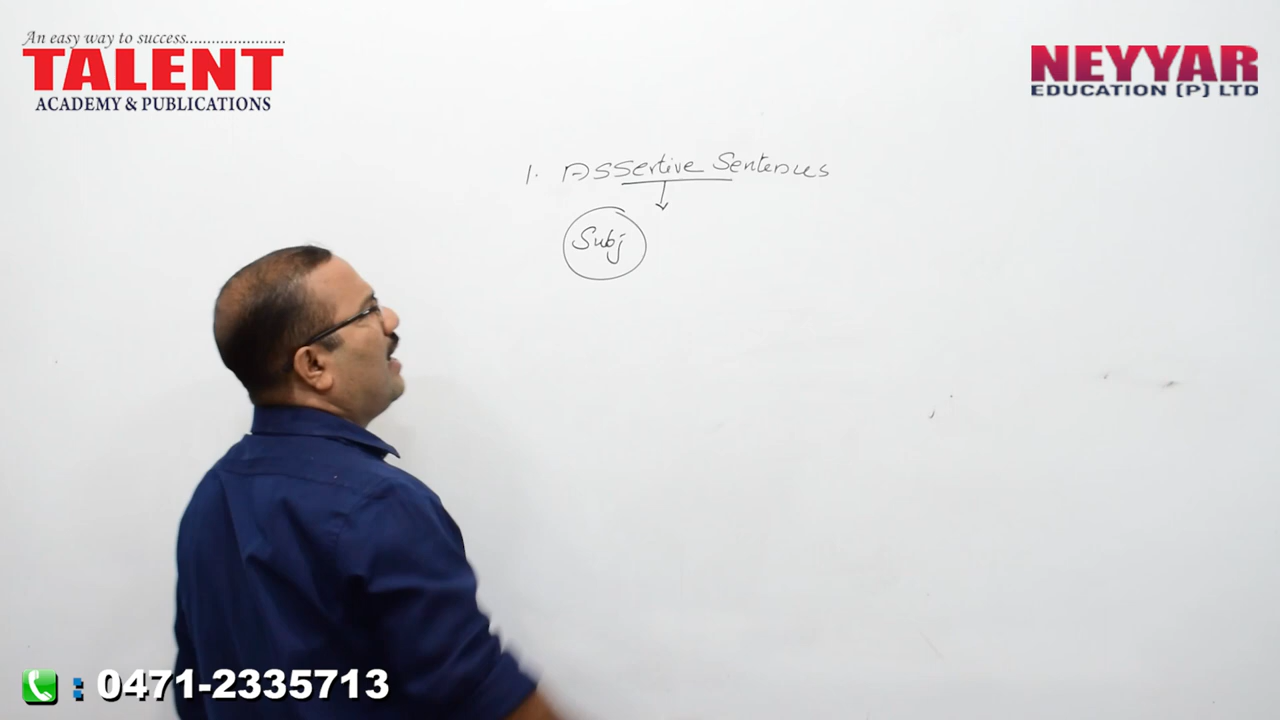 An easy way to success.......................
TALENT
ACADEMY & PUBLICATIONS
NEYYAR
EDUCATION (P) LTD
1. Assertive Sentences
Subj
: 0471-2335713